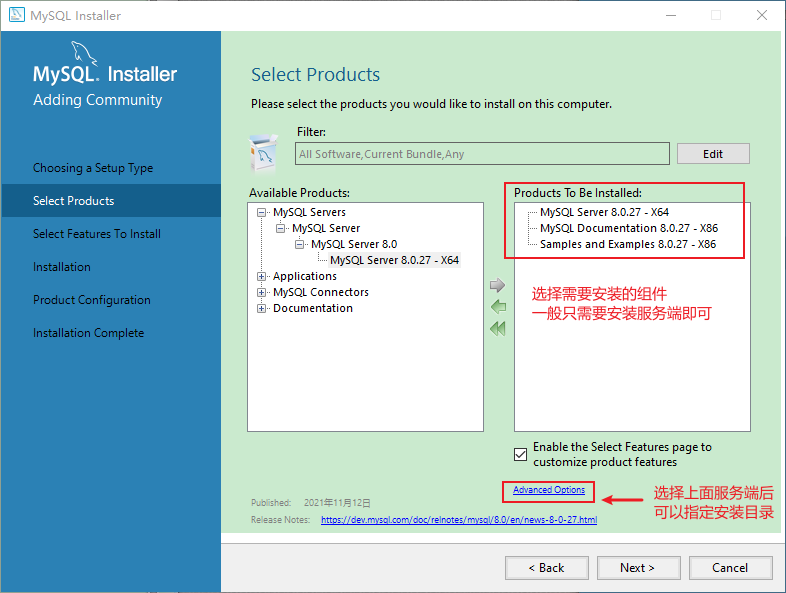 MySQL Installer
MySQL. Installer
Adding Community
Choosing a Setup Type
Select Products
Select Features To Install
Installation
Product Configuration
Installation Complete
Select Products
Please select the products you would like to install on this computer.
Filter:
All Software,Current Bundle,Any
Edit
Available Products:
MySQL Servers
MySQL Server
MySQL Server 8.0
MySQL Server 8.0.27 - X64
Applications
MySQL Connectors
Documentation
Products To Be Installed:
MySQL Server 8.0.27 - X64
MySQL Documentation 8.0.27 - X86
Samples and Examples 8.0.27 - X86
选择需要安装的组件
一般只需要安装服务端即可
Enable the Select Features page to
customize product features
Advanced Options
选择上面服务端后
可以指定安装目录
Published: 2021年11月12日
Release Notes: https://dev.mysql.com/doc/relnotes/mysql/8.0/en/news-8-0-27.html
< Back
Next >
Cancel